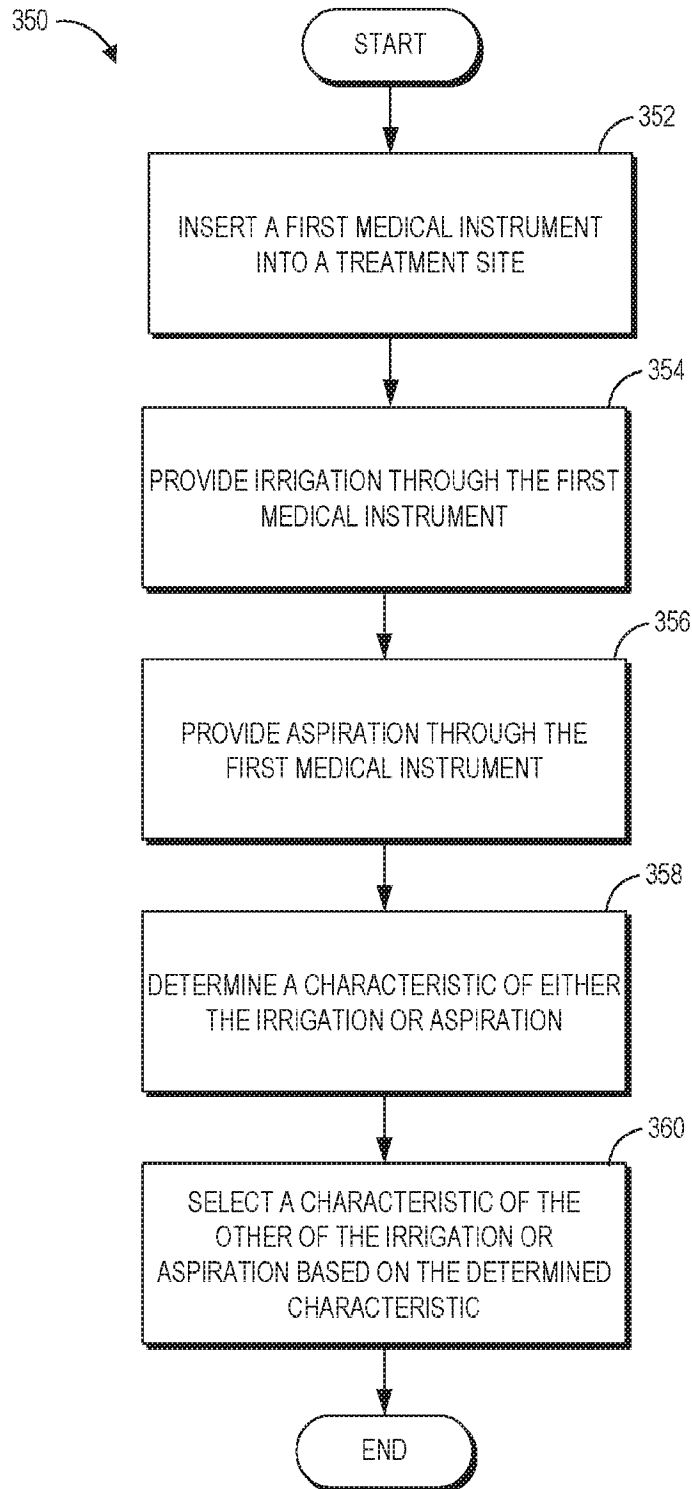 350
START
352
INSERT A FIRST MEDICAL INSTRUMENT
INTO A TREATMENT SITE
354
PROVIDE IRRIGATION THROUGH THE FIRST
MEDICAL INSTRUMENT
356
PROVIDE ASPIRATION THROUGH THE
FIRST MEDICAL INSTRUMENT
358
DETERMINE A CHARACTERISTIC OF EITHER
THE IRRIGATION OR ASPIRATION
360
SELECT A CHARACTERISTIC OF THE
OTHER OF THE IRRIGATION OR
ASPIRATION BASED ON THE DETERMINED
CHARACTERISTIC
END